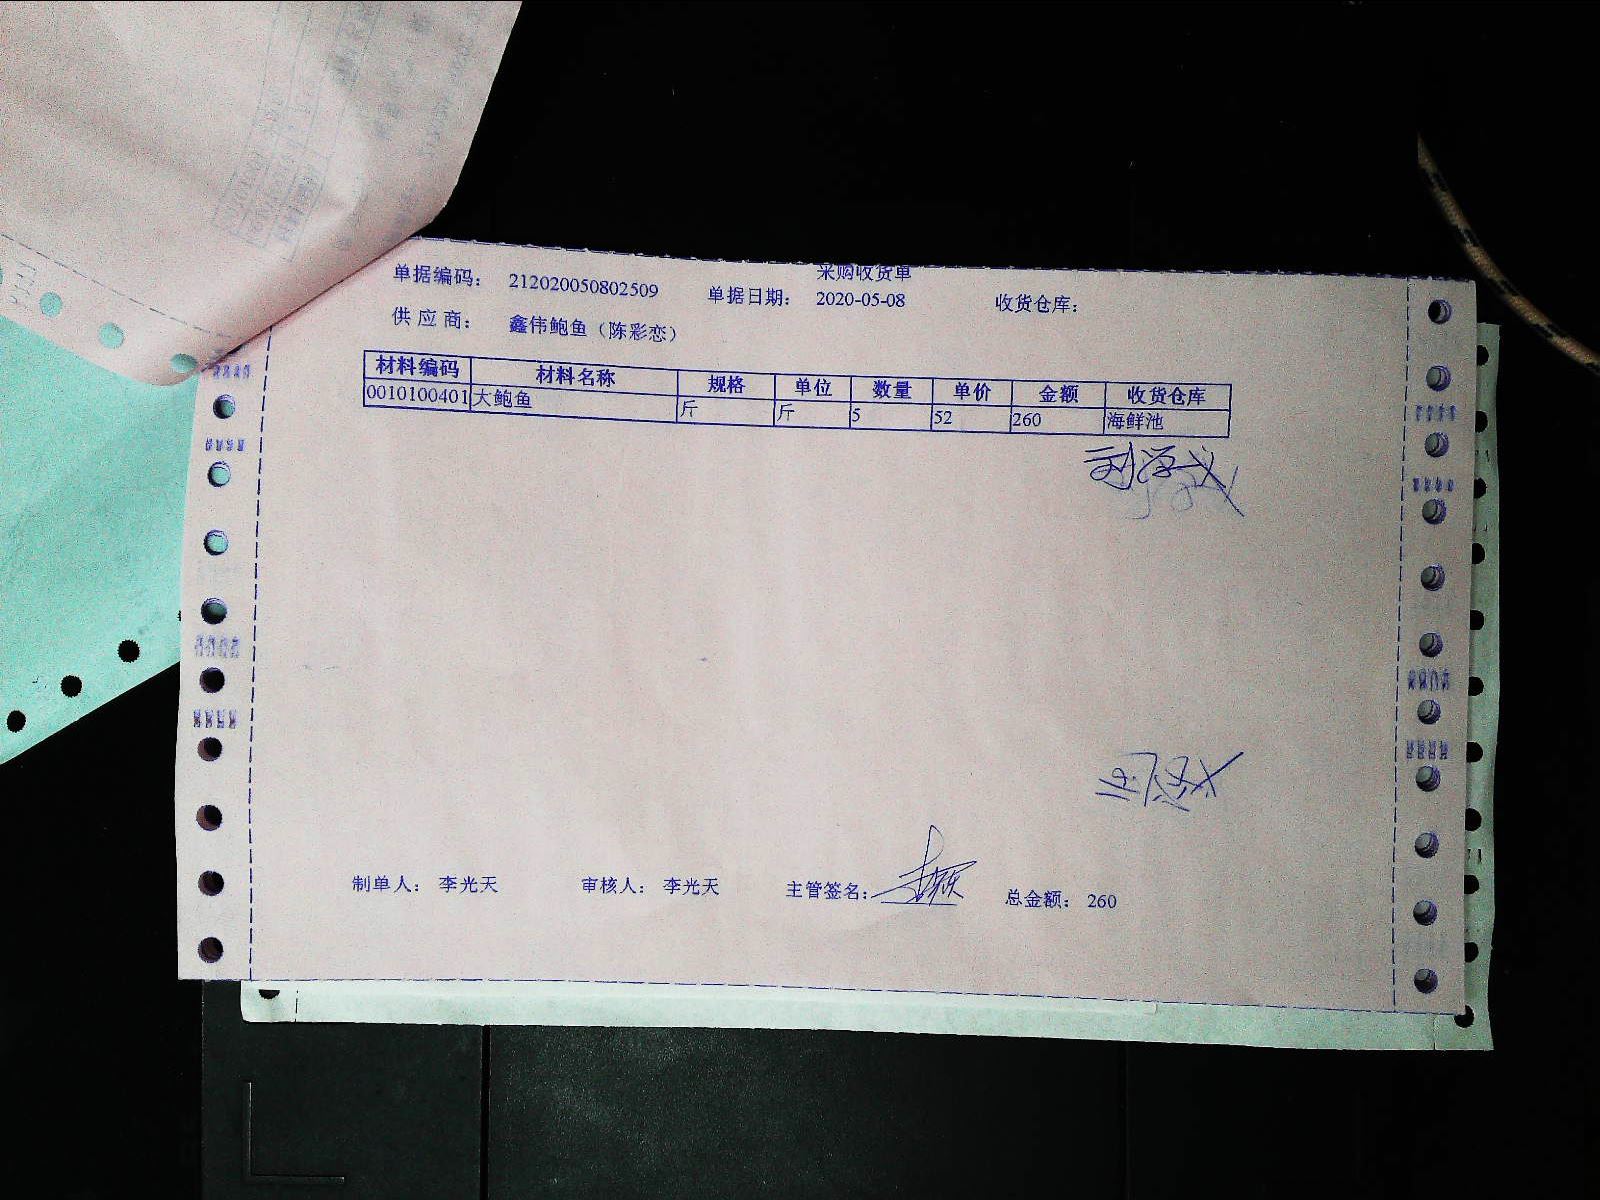 采购收货单
单据编码： 212020050802509 单据日期： 2020-05-08 收货仓库：
供应商： 鑫伟鲍鱼（陈彩恋）
材料编码 材料名称 规格 单位 数量 单价 金额 收货仓库
0010100401 大鲍鱼 斤 斤 5 52 260 海鲜池
制单人： 李光天 审核人： 李光天 主管签名： 总金额： 260